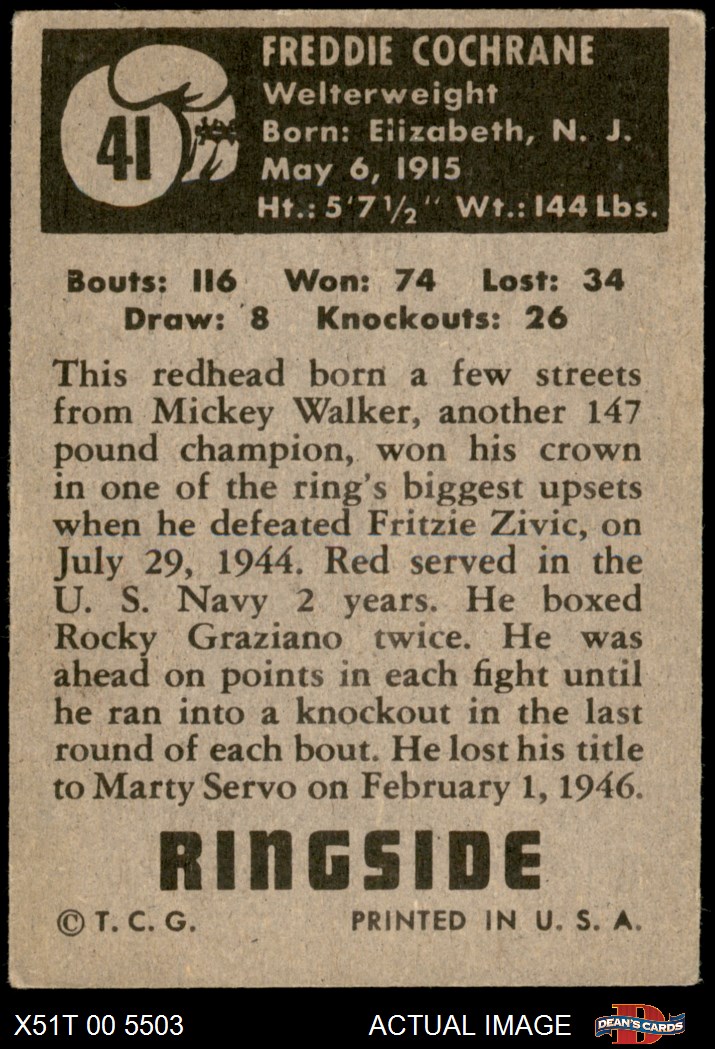 41
FREDDIE COCHRANE
Welterweight
Born: Eiizabeth, N. J.
May 6, 1915
Ht.: 5'7 1/2" Wt.: 144 Lbs.
Bouts: 116 Won: 74 Lost: 34
Draw: 8 Knockouts: 26
This redhead born a few streets
from Mickey Walker, another 147
pound champion, won his crown
in one of the ring's biggest upsets
when he defeated Fritzie Zivic, on
July 29, 1944. Red served in the
U. S. Navy 2 years. He boxed
Rocky Graziano twice. He was
ahead on points in each fight until
he ran into a knockout in the last
round of each bout. He lost his title
to Marty Servo on February 1, 1946.
RINGSIDE
© T. C. G. PRINTED IN U. S. A.
X51T 00 5503 ACTUAL IMAGE D DEAN'S CARDS